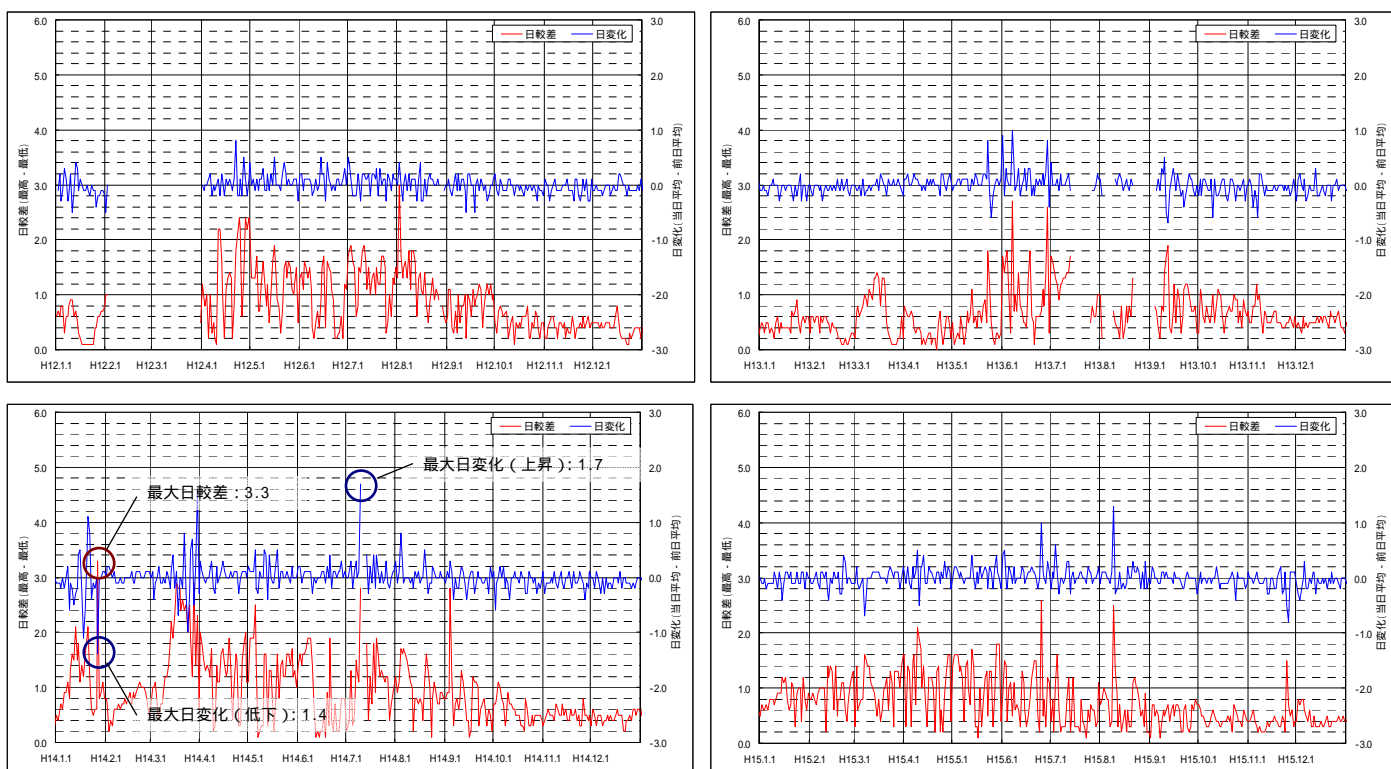 日較差 日変化
6.0 3.0
5.0 2.0
4.0 1.0
3.0 0.0
2.0 -1.0
1.0 -2.0
0.0 -3.0
日較差(最高 - 最低)
日変化(当日平均 - 前日平均)
H12.1.1 H12.2.1 H12.3.1 H12.4.1 H12.5.1 H12.6.1 H12.7.1 H12.8.1 H12.9.1 H12.10.1 H12.11.1 H12.12.1
日較差 日変化
6.0 3.0
5.0 2.0
4.0 1.0
3.0 0.0
2.0 -1.0
1.0 -2.0
0.0 -3.0
日較差(最高 - 最低)
日変化(当日平均 - 前日平均)
H13.1.1 H13.2.1 H13.3.1 H13.4.1 H13.5.1 H13.6.1 H13.7.1 H13.8.1 H13.9.1 H13.10.1 H13.11.1 H13.12.1
日較差 日変化
6.0 3.0
5.0 2.0
4.0 1.0
3.0 0.0
2.0 -1.0
1.0 -2.0
0.0 -3.0
日較差(最高 - 最低)
日変化(当日平均 - 前日平均)
最大日変化(上昇):1.7
最大日較差:3.3
最大日変化(低下):1.4
H14.1.1 H14.2.1 H14.3.1 H14.4.1 H14.5.1 H14.6.1 H14.7.1 H14.8.1 H14.9.1 H14.10.1 H14.11.1 H14.12.1
日較差 日変化
6.0 3.0
5.0 2.0
4.0 1.0
3.0 0.0
2.0 -1.0
1.0 -2.0
0.0 -3.0
日較差(最高 - 最低)
日変化(当日平均 - 前日平均)
H15.1.1 H15.2.1 H15.3.1 H15.4.1 H15.5.1 H15.6.1 H15.7.1 H15.8.1 H15.9.1 H15.10.1 H15.11.1 H15.12.1